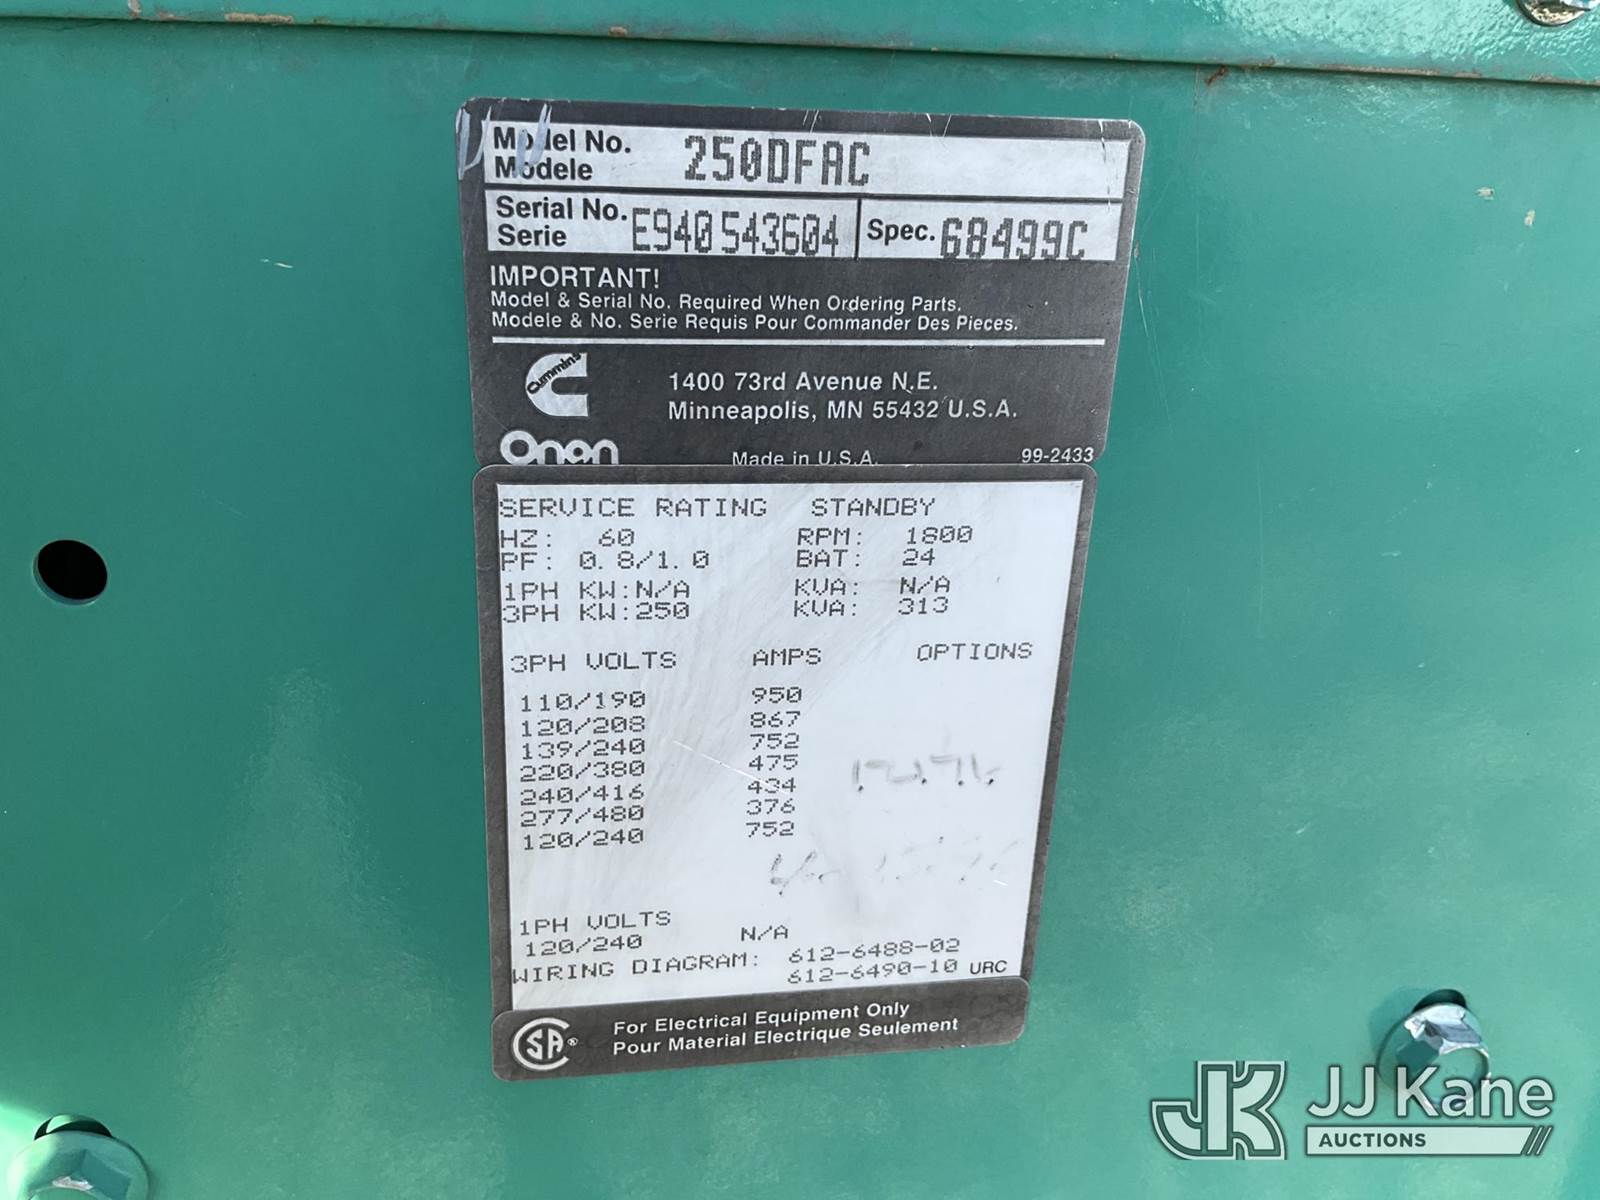 Model No.
Modele
250DFAC
Serial No.
Serie
E940543604
Spec. 68499C
IMPORTANT!
Model & Serial No. Required When Ordering Parts.
Modele & No. Serie Requis Pour Commander Des Pieces.
Cummins
1400 73rd Avenue N.E.
Minneapolis, MN 55432 U.S.A.
Onan
Made in U.S.A.
99-2433
SERVICE RATING STANDBY
HZ: 60 RPM: 1800
PF: 0.8/1.0 BAT: 24
1PH KW:N/A KVA: N/A
3PH KW:250 KVA: 313
3PH VOLTS AMPS OPTIONS
110/190 950
120/208 867
139/240 752
220/380 475
240/416 434
277/480 376
120/240 752
1PH VOLTS
120/240 N/A
WIRING DIAGRAM: 612-6488-02
612-6490-10 URC
SA®
For Electrical Equipment Only
Pour Material Electrique Seulement
JK JJ Kane
AUCTIONS